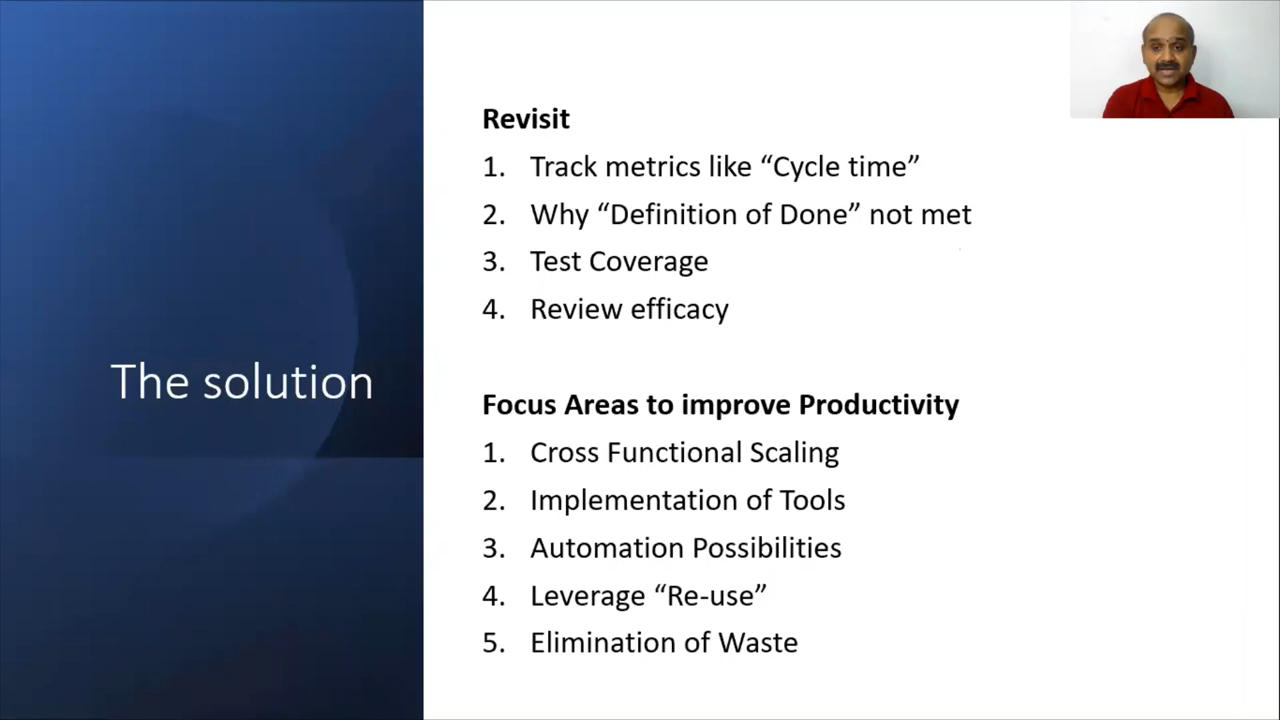 The solution
Revisit
1. Track metrics like “Cycle time”
2. Why “Definition of Done” not met
3. Test Coverage
4. Review efficacy
Focus Areas to improve Productivity
1. Cross Functional Scaling
2. Implementation of Tools
3. Automation Possibilities
4. Leverage “Re-use”
5. Elimination of Waste